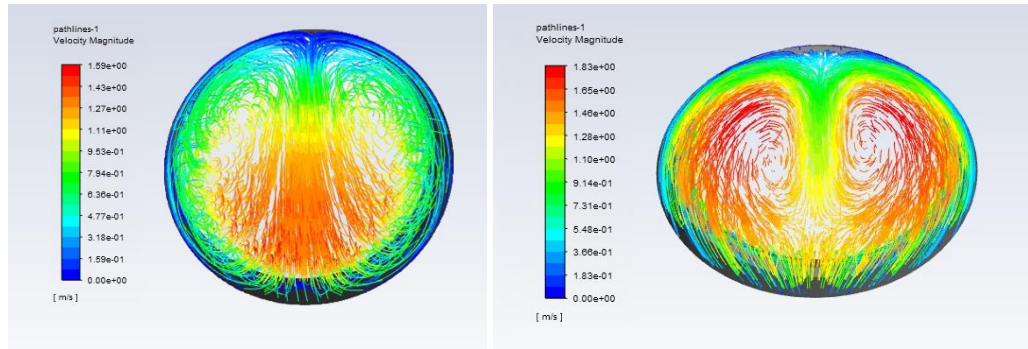 pathlines-1
Velocity Magnitude
1.59e+00
1.43e+00
1.27e+00
1.11e+00
9.53e-01
7.94e-01
6.36e-01
4.77e-01
3.18e-01
1.59e-01
0.00e+00
[ m/s ]
pathlines-1
Velocity Magnitude
1.83e+00
1.65e+00
1.46e+00
1.28e+00
1.10e+00
9.14e-01
7.31e-01
5.48e-01
3.66e-01
1.83e-01
0.00e+00
[ m/s ]